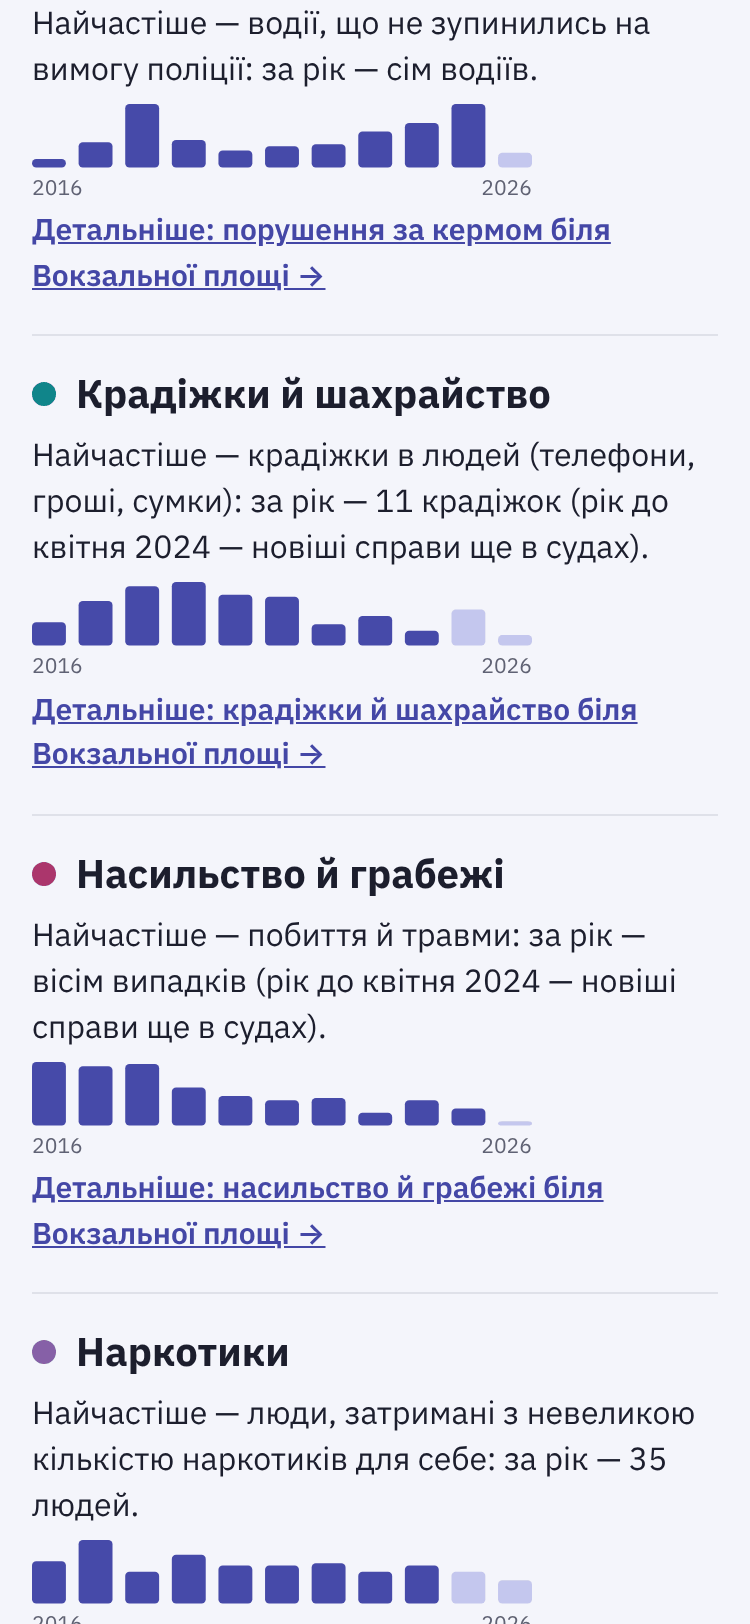 Найчастіше — водії, що не зупинились на
вимогу поліції: за рік — сім водіїв.
2016 2026
Детальніше: порушення за кермом біля
Вокзальної площі →
Крадіжки й шахрайство
Найчастіше — крадіжки в людей (телефони,
гроші, сумки): за рік — 11 крадіжок (рік до
квітня 2024 — новіші справи ще в судах).
2016 2026
Детальніше: крадіжки й шахрайство біля
Вокзальної площі →
Насильство й грабежі
Найчастіше — побиття й травми: за рік —
вісім випадків (рік до квітня 2024 — новіші
справи ще в судах).
2016 2026
Детальніше: насильство й грабежі біля
Вокзальної площі →
Наркотики
Найчастіше — люди, затримані з невеликою
кількістю наркотиків для себе: за рік — 35
людей.
2016 2026